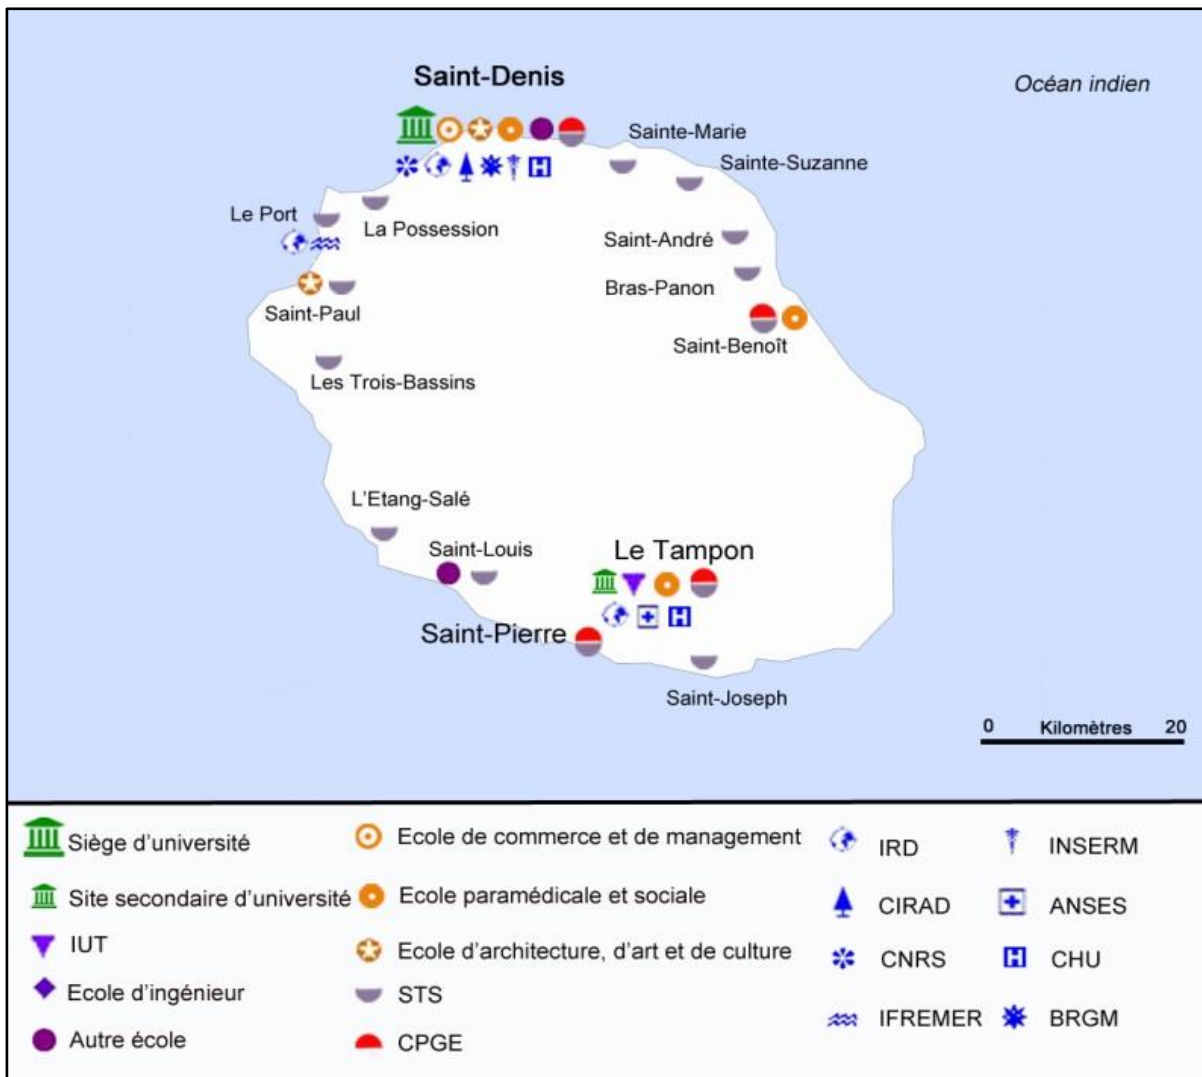 Saint-Denis
Océan indien
Sainte-Marie
Sainte-Suzanne
Le Port
La Possession
Saint-André
Bras-Panon
Saint-Paul
Saint-Benoît
Les Trois-Bassins
L'Etang-Salé
Saint-Louis
Le Tampon
Saint-Pierre
Saint-Joseph
0 Kilomètres 20
Siège d'université
Site secondaire d'université
IUT
Ecole d'ingénieur
Autre école
Ecole de commerce et de management
Ecole paramédicale et sociale
Ecole d'architecture, d'art et de culture
STS
CPGE
IRD
CIRAD
CNRS
IFREMER
INSERM
ANSES
CHU
BRGM